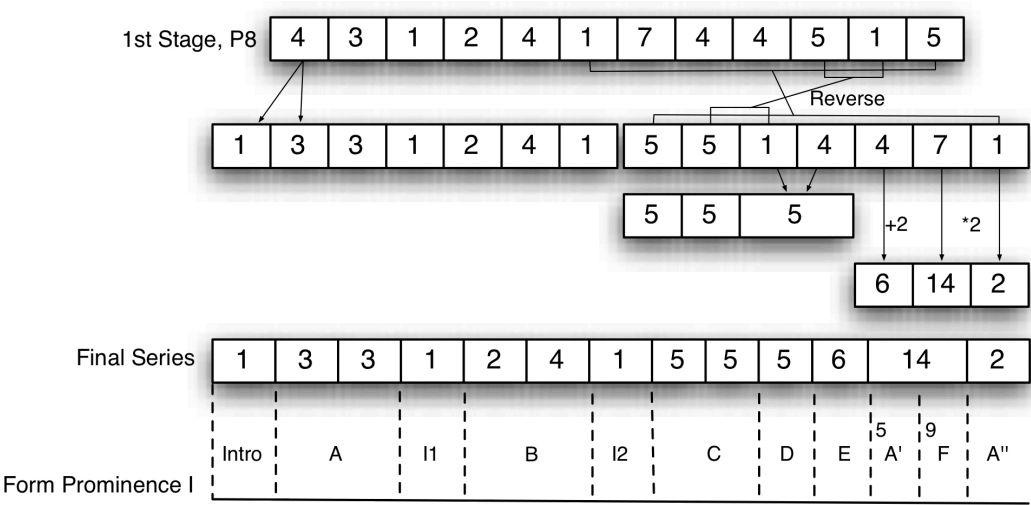 1st Stage, P8 4 3 1 2 4 1 7 4 4 5 1 5
Reverse
1 3 3 1 2 4 1 5 5 1 4 4 7 1
5 5 5
+2 *2
6 14 2
Final Series 1 3 3 1 2 4 1 5 5 5 6 14 2
5 9
Intro A I1 B I2 C D E A' F A''
Form Prominence I